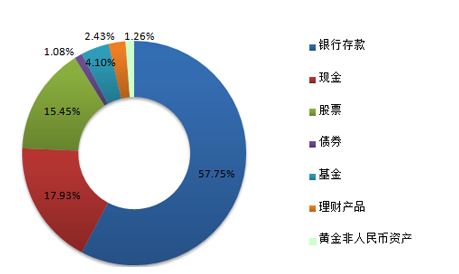 2.43%
1.26%
1.08%
4.10%
15.45%
57.75%
17.93%
银行存款
现金
股票
债券
基金
理财产品
黄金非人民币资产